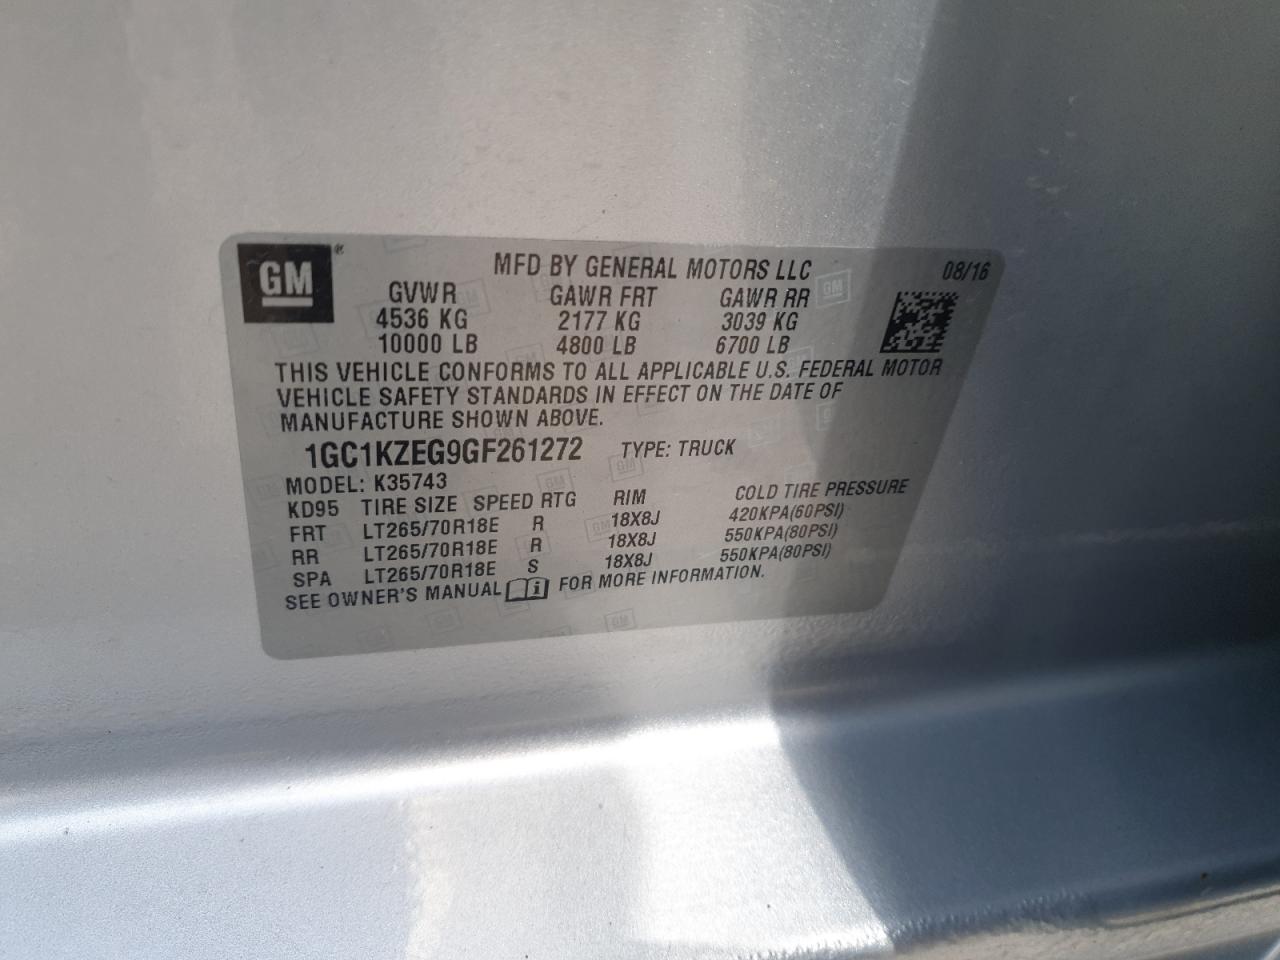 GM ®
MFD BY GENERAL MOTORS LLC 08/16
GVWR GAWR FRT GAWR RR
4536 KG 2177 KG 3039 KG
10000 LB 4800 LB 6700 LB
THIS VEHICLE CONFORMS TO ALL APPLICABLE U.S. FEDERAL MOTOR
VEHICLE SAFETY STANDARDS IN EFFECT ON THE DATE OF
MANUFACTURE SHOWN ABOVE.
1GC1KZEG9GF261272 TYPE: TRUCK
MODEL: K35743
KD95 TIRE SIZE SPEED RTG RIM COLD TIRE PRESSURE
FRT LT265/70R18E R 18X8J 420KPA(60PSI)
RR LT265/70R18E R 18X8J 550KPA(80PSI)
SPA LT265/70R18E S 18X8J 550KPA(80PSI)
SEE OWNER'S MANUAL i FOR MORE INFORMATION.